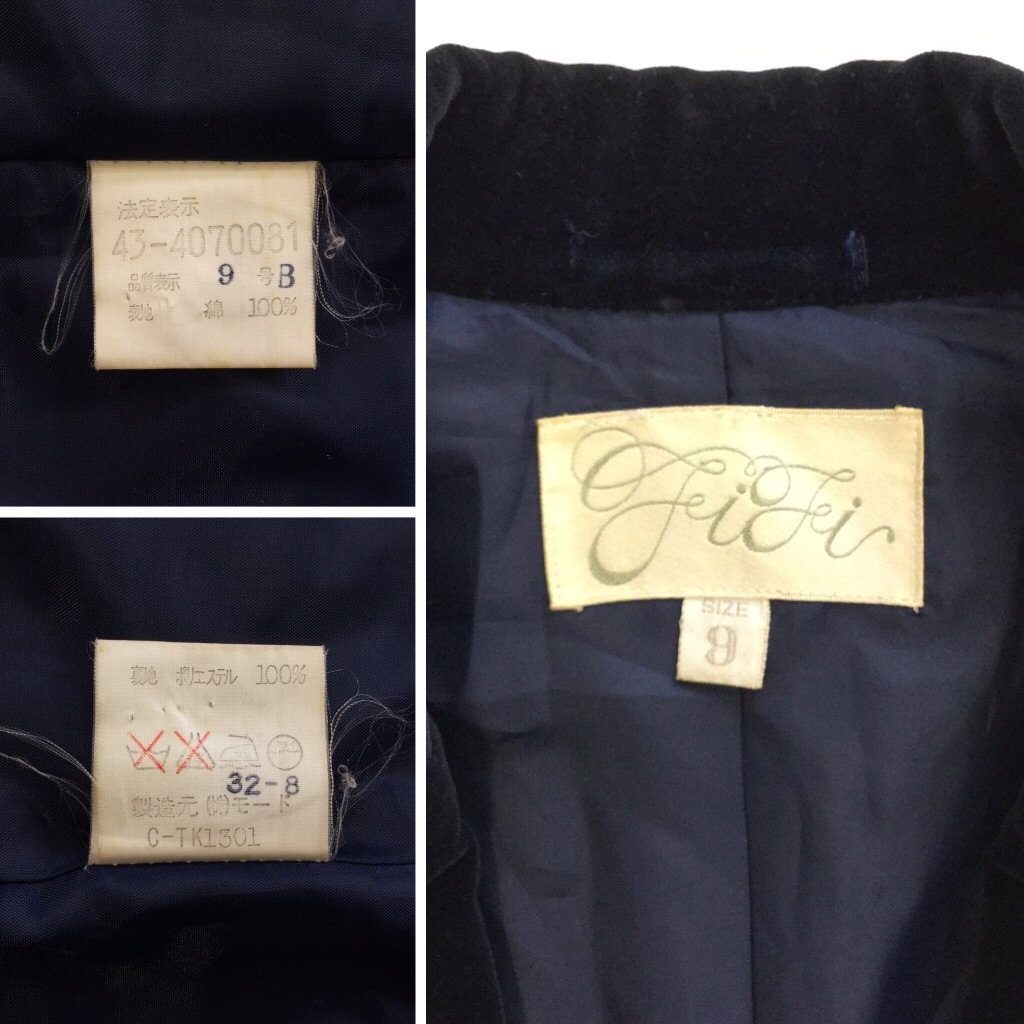 法定表示
43-4070081
品質表示 9 号 B
表地 綿 100%
裏地 ポリエステル 100%
32-8
製造元 (株)モード
C-TK1301
FeiFei
SIZE
9